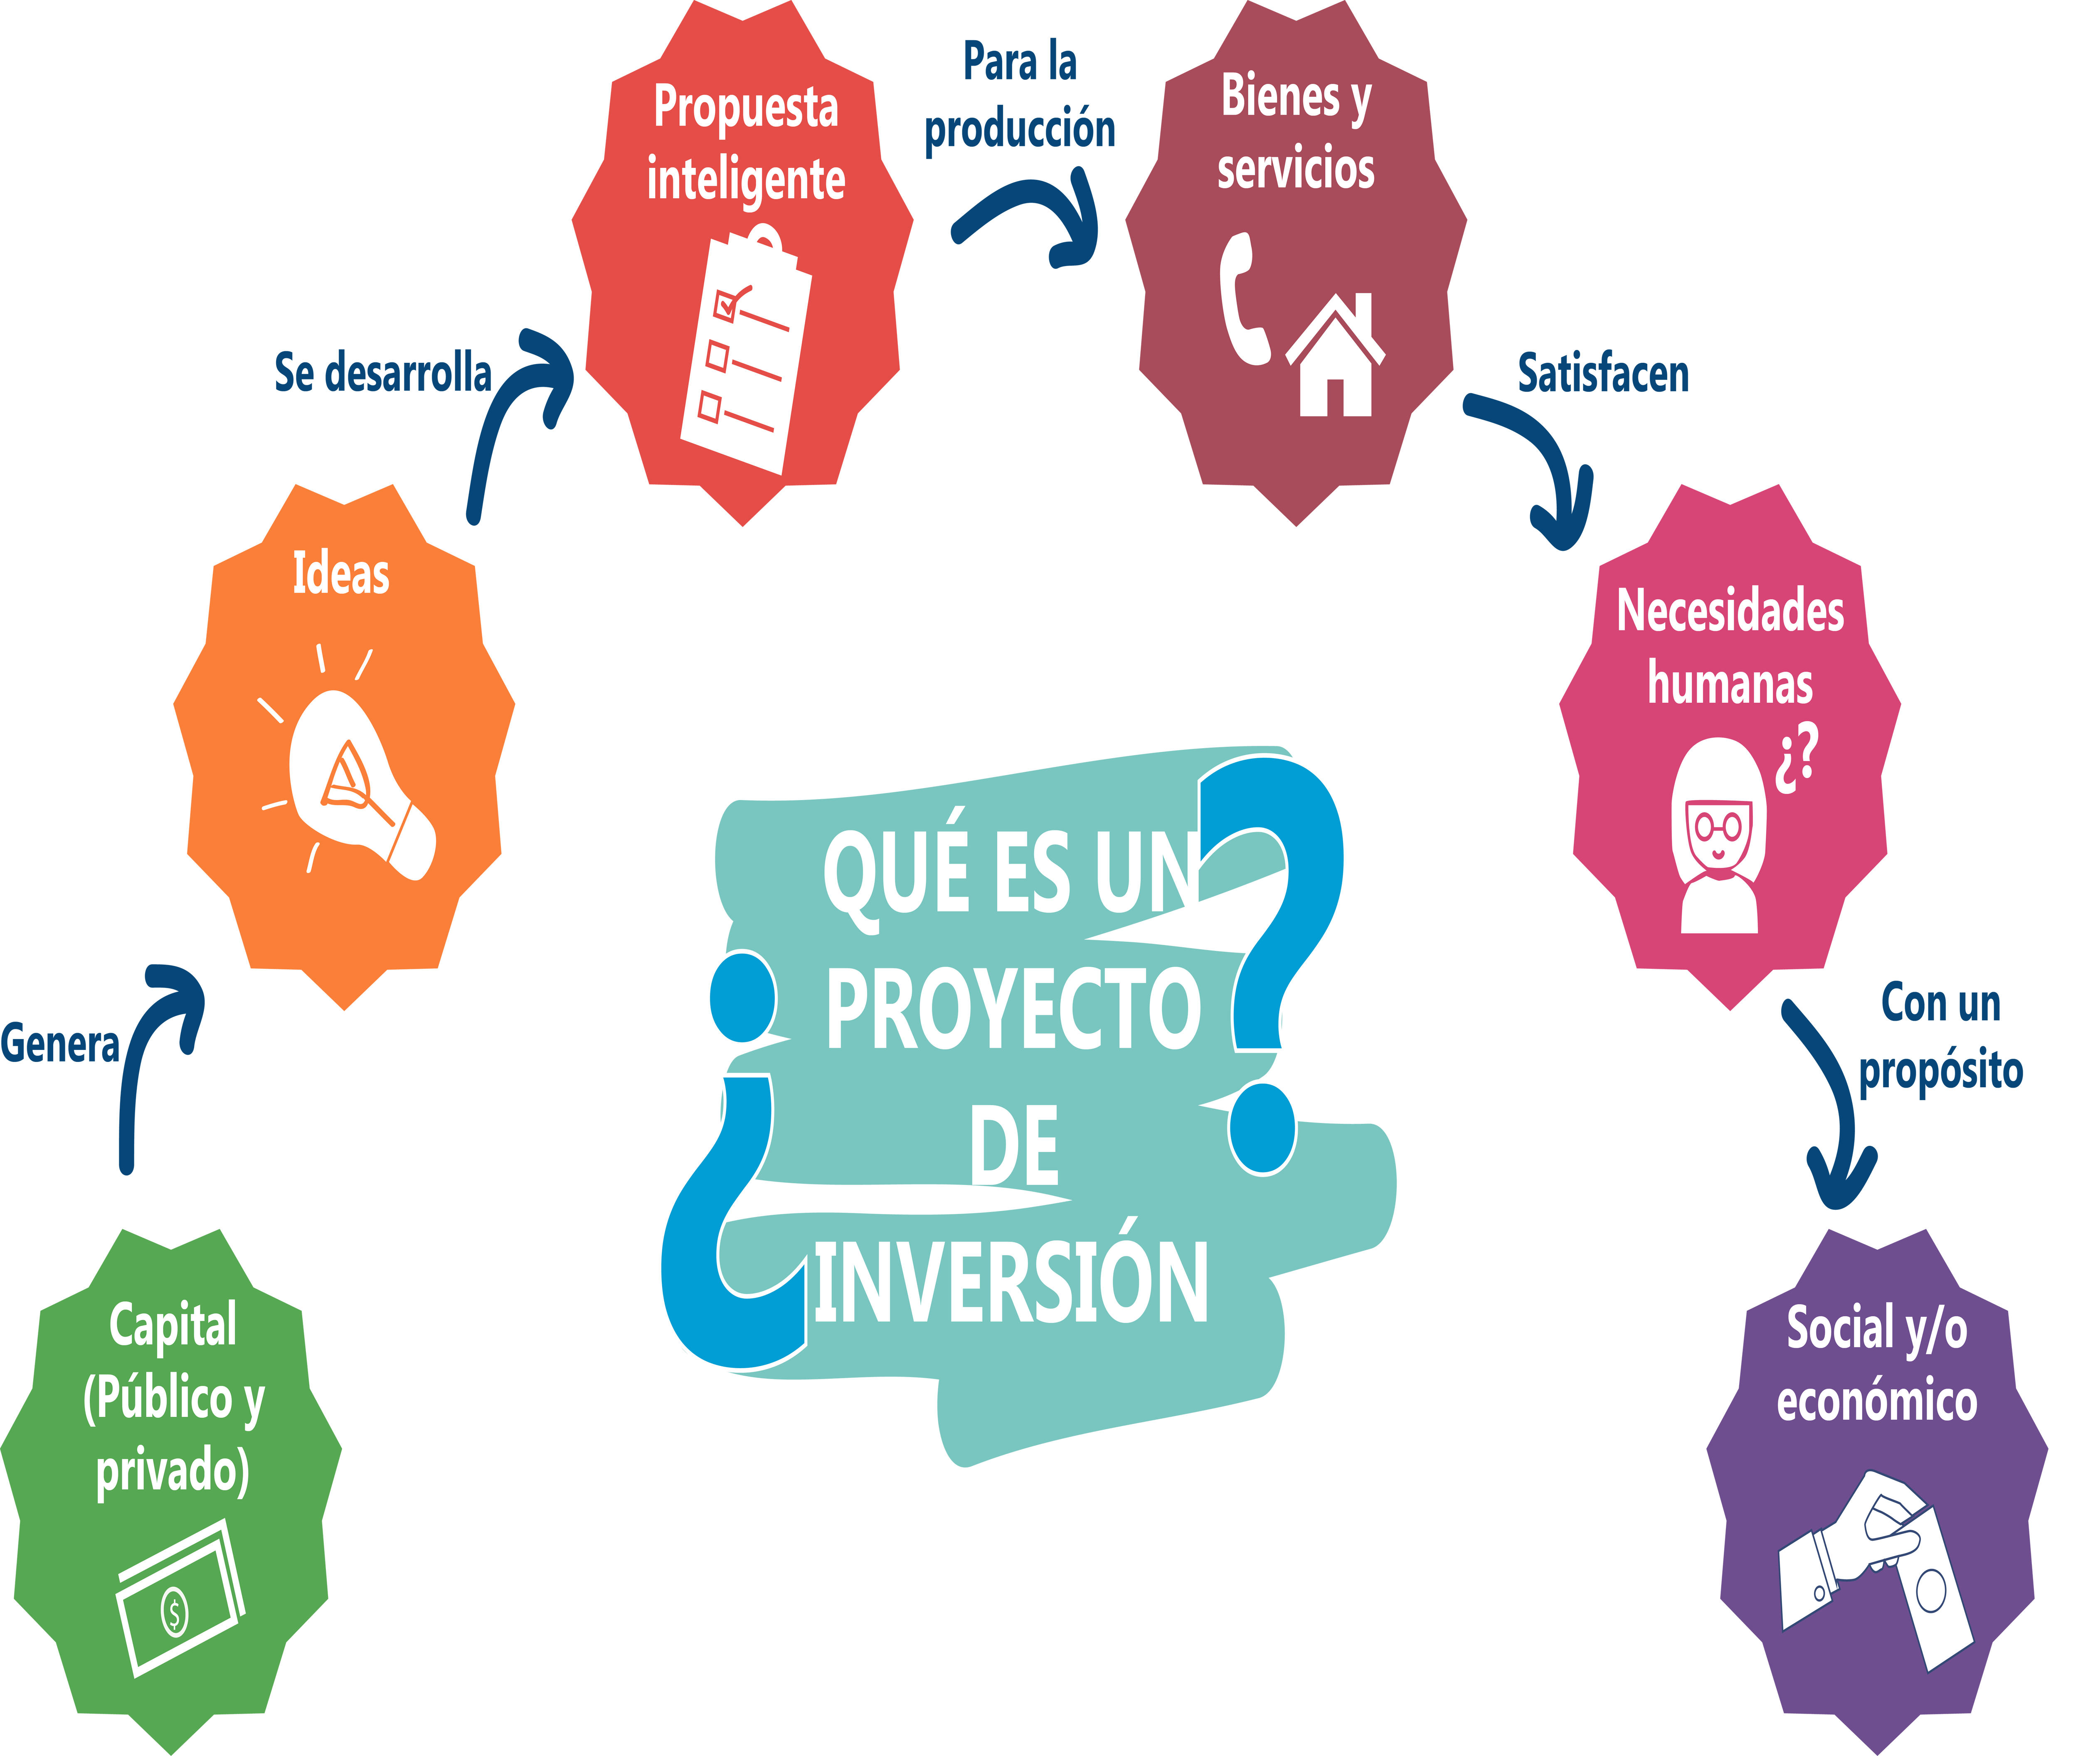 ¿QUÉ ES UN
PROYECTO
DE
INVERSIÓN?
Capital
(Público y
privado)
$
Genera
Ideas
Se desarrolla
Propuesta
inteligente
Para la
producción
Bienes y
servicios
Satisfacen
Necesidades
humanas
¿?
Con un
propósito
Social y/o
económico